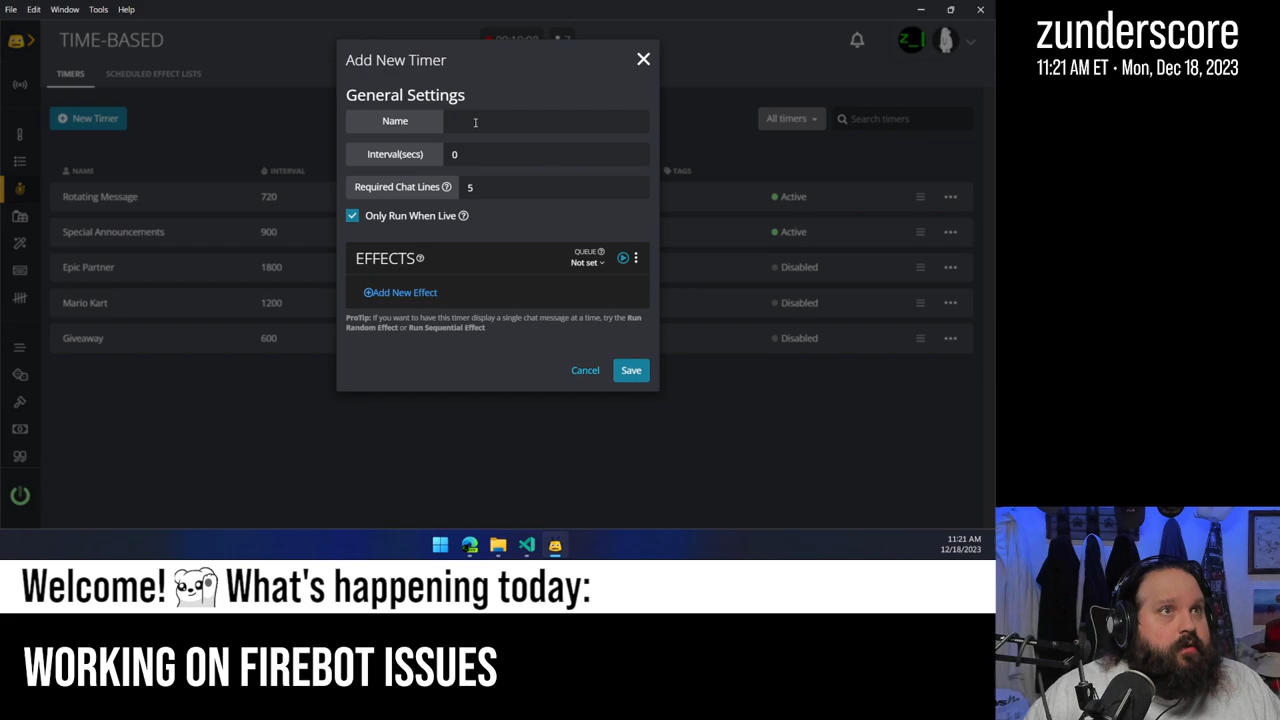 File Edit View Window Tools Help
TIME-BASED
TIMERS SCHEDULED EFFECT LISTS
New Timer
All timers
Search timers
NAME INTERVAL TAGS
Rotating Message 720 Active
Special Announcements 900 Active
Epic Partner 1800 Disabled
Mario Kart 1200 Disabled
Giveaway 600 Disabled
Add New Timer
General Settings
Name
Interval(secs) 0
Required Chat Lines 5
Only Run When Live
EFFECTS
QUEUE
Not set
Add New Effect
ProTip: If you want to have this timer display a single chat message at a time, try the Run
Random Effect or Run Sequential Effect
Cancel Save
11:21 AM
12/18/2023
zunderscore
11:21 AM ET • Mon, Dec 18, 2023
Welcome! What's happening today:
WORKING ON FIREBOT ISSUES